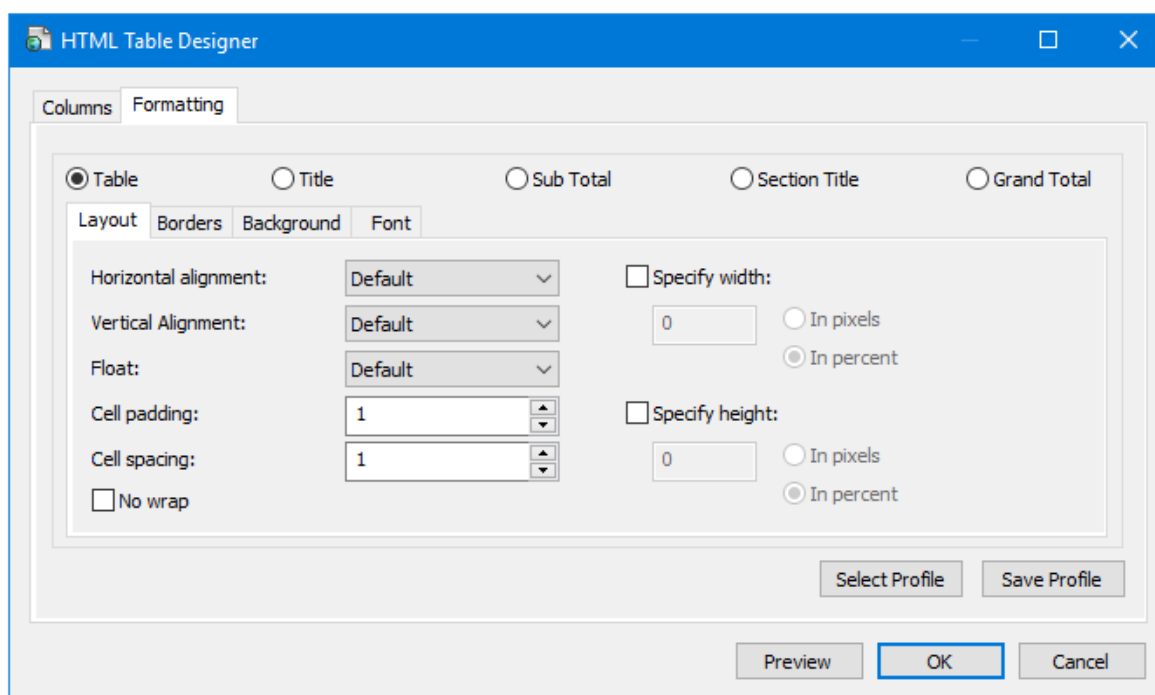 HTML Table Designer
Columns Formatting
Table Title Sub Total Section Title Grand Total
Layout Borders Background Font
Horizontal alignment: Default Specify width:
Vertical Alignment: Default 0 In pixels
Float: Default In percent
Cell padding: 1 Specify height:
Cell spacing: 1 0 In pixels
No wrap In percent
Select Profile Save Profile
Preview OK Cancel